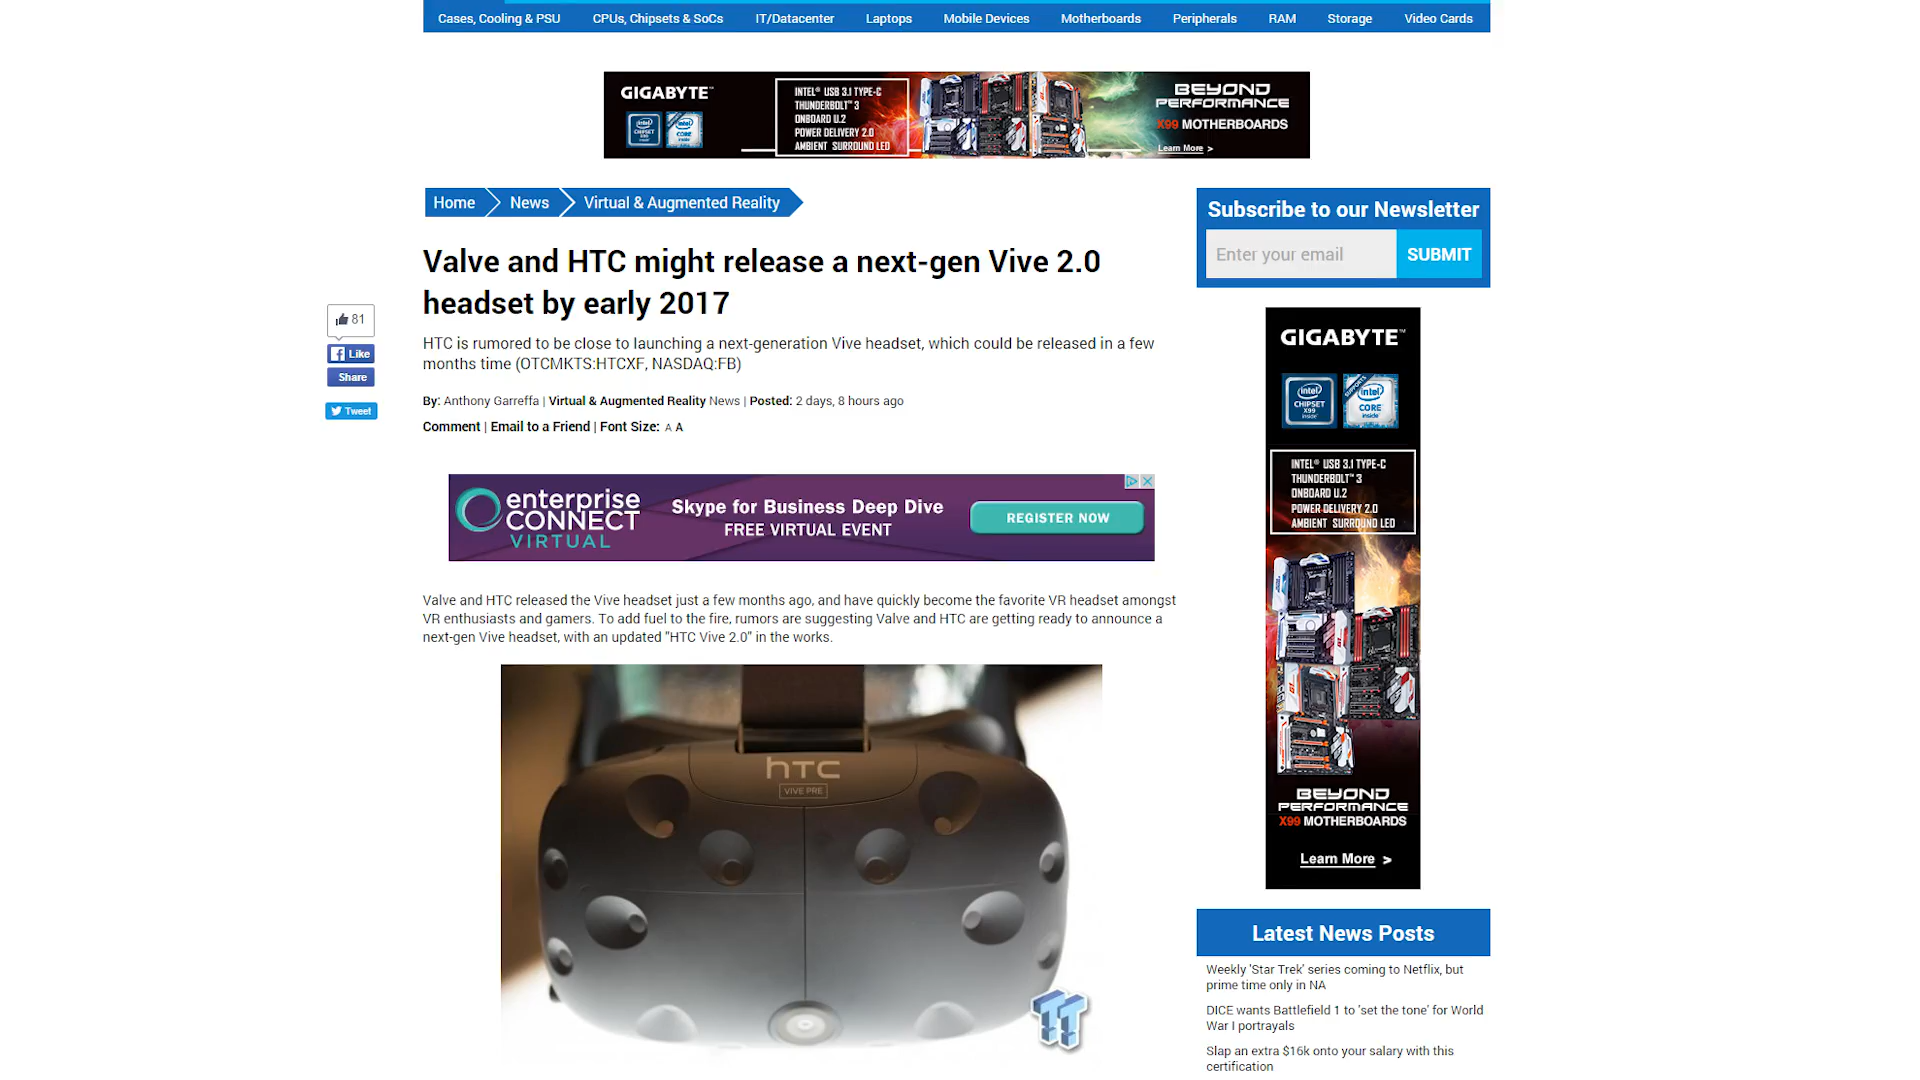 Cases, Cooling & PSU CPUs, Chipsets & SoCs IT/Datacenter Laptops Mobile Devices Motherboards Peripherals RAM Storage Video Cards
GIGABYTE™
INTEL® USB 3.1 TYPE-C
THUNDERBOLT™ 3
ONBOARD U.2
POWER DELIVERY 2.0
AMBIENT SURROUND LED
BEYOND
PERFORMANCE
X99 MOTHERBOARDS
Learn More >
Home News Virtual & Augmented Reality
Valve and HTC might release a next-gen Vive 2.0
headset by early 2017
81
Like
Share
Tweet
HTC is rumored to be close to launching a next-generation Vive headset, which could be released in a few
months time (OTCMKTS:HTCXF, NASDAQ:FB)
By: Anthony Garreffa | Virtual & Augmented Reality News | Posted: 2 days, 8 hours ago
Comment | Email to a Friend | Font Size: A A
enterprise
CONNECT
VIRTUAL
Skype for Business Deep Dive
FREE VIRTUAL EVENT
REGISTER NOW
Valve and HTC released the Vive headset just a few months ago, and have quickly become the favorite VR headset amongst
VR enthusiasts and gamers. To add fuel to the fire, rumors are suggesting Valve and HTC are getting ready to announce a
next-gen Vive headset, with an updated "HTC Vive 2.0" in the works.
hTC
VIVE PRE
TT
Subscribe to our Newsletter
Enter your email SUBMIT
GIGABYTE™
intel
CHIPSET
X99
inside™
intel
CORE
inside™
INTEL® USB 3.1 TYPE-C
THUNDERBOLT™ 3
ONBOARD U.2
POWER DELIVERY 2.0
AMBIENT SURROUND LED
BEYOND
PERFORMANCE
X99 MOTHERBOARDS
Learn More >
Latest News Posts
Weekly 'Star Trek' series coming to Netflix, but
prime time only in NA
DICE wants Battlefield 1 to 'set the tone' for World
War I portrayals
Slap an extra $16k onto your salary with this
certification